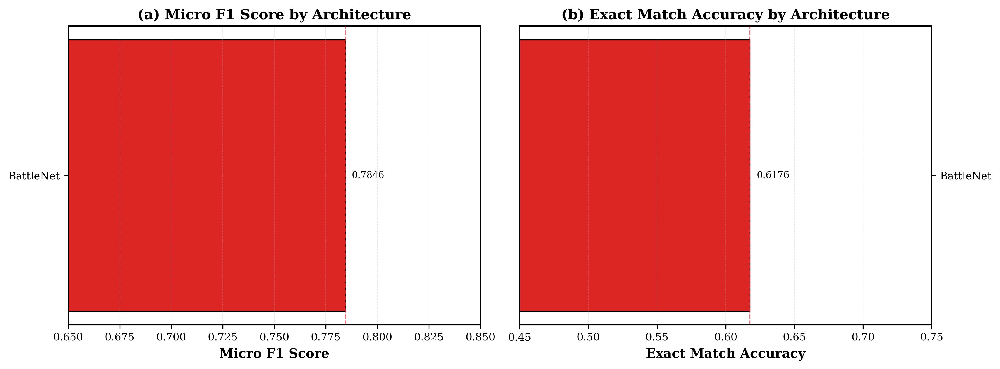 (a) Micro F1 Score by Architecture
BattleNet
0.7846
0.650 0.675 0.700 0.725 0.750 0.775 0.800 0.825 0.850
Micro F1 Score
(b) Exact Match Accuracy by Architecture
0.6176
BattleNet
0.45 0.50 0.55 0.60 0.65 0.70 0.75
Exact Match Accuracy